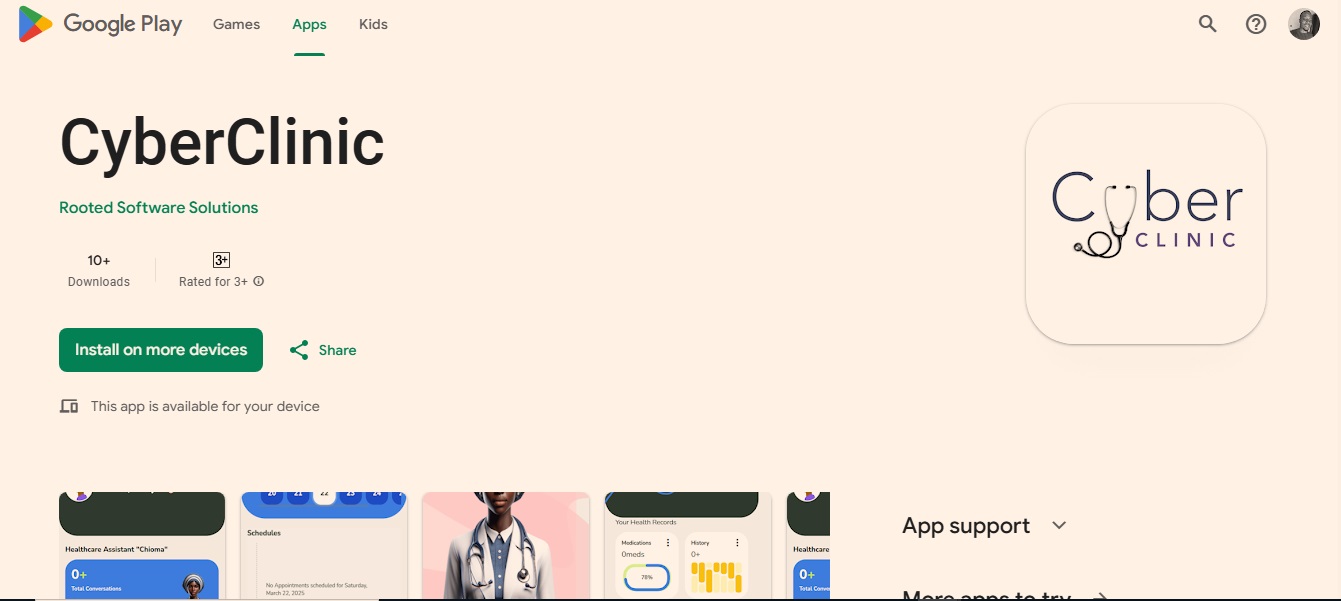 Google Play Games Apps Kids
CyberClinic
Rooted Software Solutions
10+
Downloads
3+
Rated for 3+
Install on more devices
Share
This app is available for your device
Cyber
CLINIC
Healthcare Assistant "Chioma"
0+
Total Conversations
20 21 22 23 24
Schedules
No Appointments scheduled for Saturday,
March 22, 2025
Your Health Records
Medications
0meds
78%
History
0+
Healthcare
0+
Total Conv
App support
More apps to try